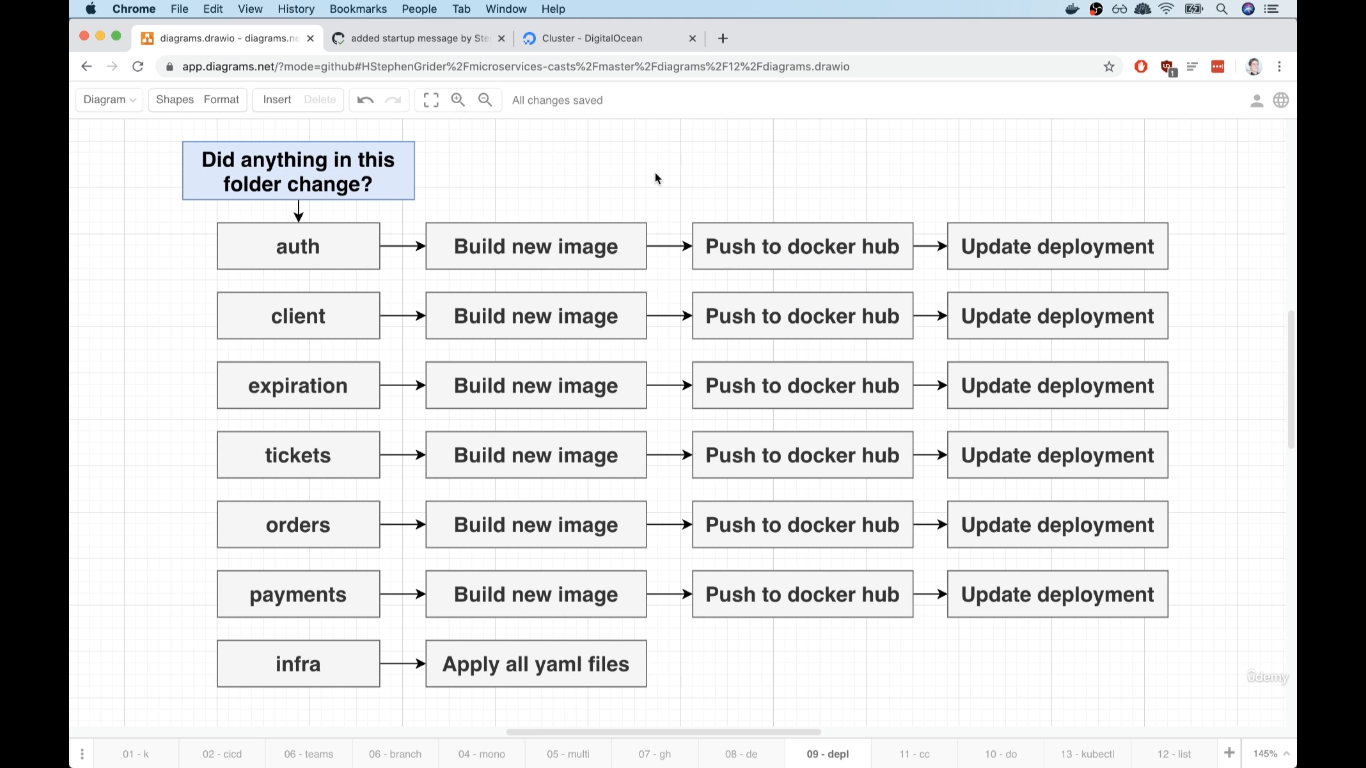 Chrome File Edit View History Bookmarks People Tab Window Help
diagrams.drawio - diagrams.ne
added startup message by Ste
Cluster - DigitalOcean
app.diagrams.net/?mode=github#HStephenGrider%2Fmicroservices-casts%2Fmaster%2Fdiagrams%2F12%2Fdiagrams.drawio
Diagram Shapes Format Insert Delete All changes saved
Did anything in this
folder change?
auth Build new image Push to docker hub Update deployment
client Build new image Push to docker hub Update deployment
expiration Build new image Push to docker hub Update deployment
tickets Build new image Push to docker hub Update deployment
orders Build new image Push to docker hub Update deployment
payments Build new image Push to docker hub Update deployment
infra Apply all yaml files
ûdemy
01 - k 02 - cicd 06 - teams 06 - branch 04 - mono 05 - multi 07 - gh 08 - de 09 - depl 11 - cc 10 - do 13 - kubectl 12 - list 145%